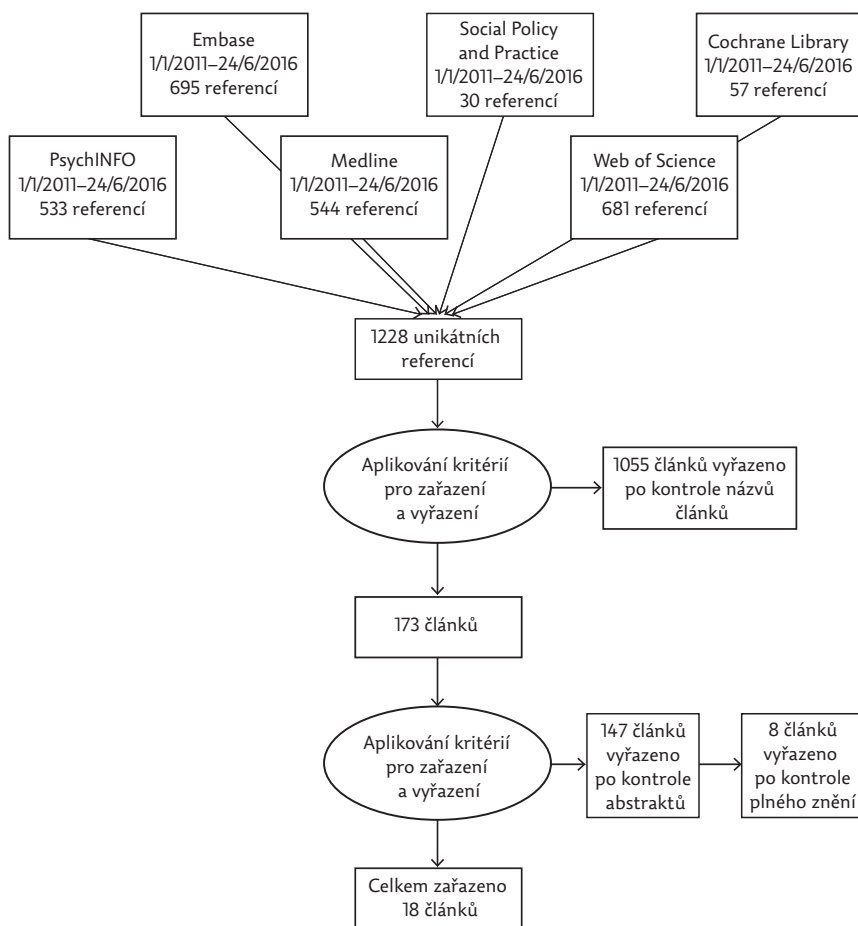 Embase
1/1/2011–24/6/2016
695 referencí
Social Policy
and Practice
1/1/2011–24/6/2016
30 referencí
Cochrane Library
1/1/2011–24/6/2016
57 referencí
PsychINFO
1/1/2011–24/6/2016
533 referencí
Medline
1/1/2011–24/6/2016
544 referencí
Web of Science
1/1/2011–24/6/2016
681 referencí
1228 unikátních
referencí
Aplikování kritérií
pro zařazení
a vyřazení
1055 článků vyřazeno
po kontrole názvů
článků
173 článků
Aplikování kritérií
pro zařazení
a vyřazení
147 článků
vyřazeno
po kontrole
abstraktů
8 článků
vyřazeno
po kontrole
plného znění
Celkem zařazeno
18 článků